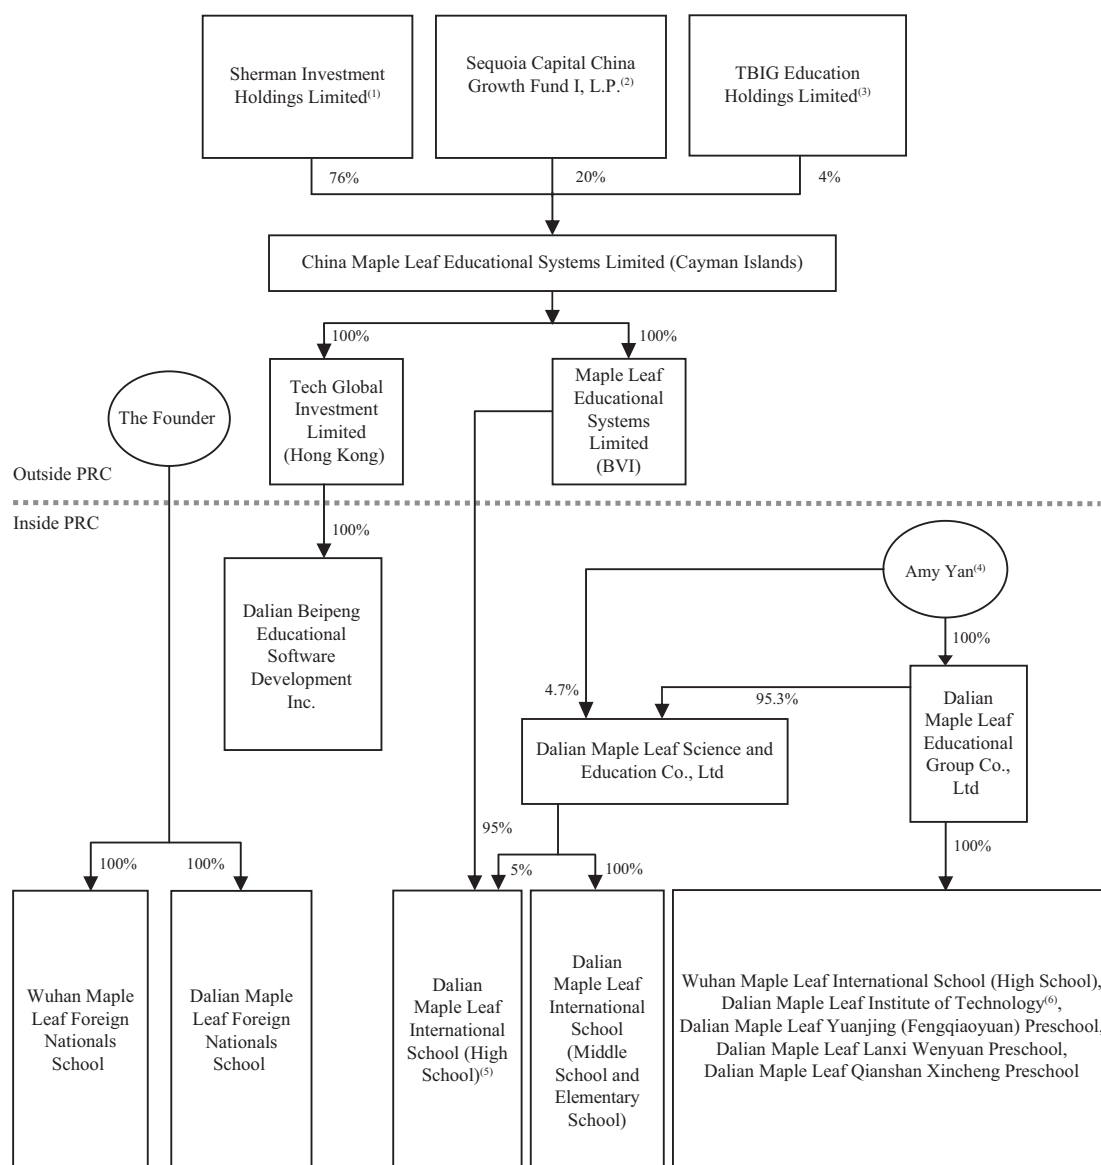 Sherman Investment
Holdings Limited(1)
Sequoia Capital China
Growth Fund I, L.P.(2)
TBIG Education
Holdings Limited(3)
76%
20%
4%
China Maple Leaf Educational Systems Limited (Cayman Islands)
100%
100%
The Founder
Tech Global
Investment
Limited
(Hong Kong)
Maple Leaf
Educational
Systems
Limited
(BVI)
Outside PRC
Inside PRC
100%
Amy Yan(4)
Dalian Beipeng
Educational
Software
Development
Inc.
100%
4.7%
95.3%
Dalian Maple Leaf Science and
Education Co., Ltd
Dalian
Maple Leaf
Educational
Group Co.,
Ltd
95%
100%
100%
5%
100%
100%
Wuhan Maple
Leaf Foreign
Nationals
School
Dalian Maple
Leaf Foreign
Nationals
School
Dalian
Maple Leaf
International
School (High
School)(5)
Dalian
Maple Leaf
International
School
(Middle
School and
Elementary
School)
Wuhan Maple Leaf International School (High School),
Dalian Maple Leaf Institute of Technology(6),
Dalian Maple Leaf Yuanjing (Fengqiaoyuan) Preschool,
Dalian Maple Leaf Lanxi Wenyuan Preschool,
Dalian Maple Leaf Qianshan Xincheng Preschool